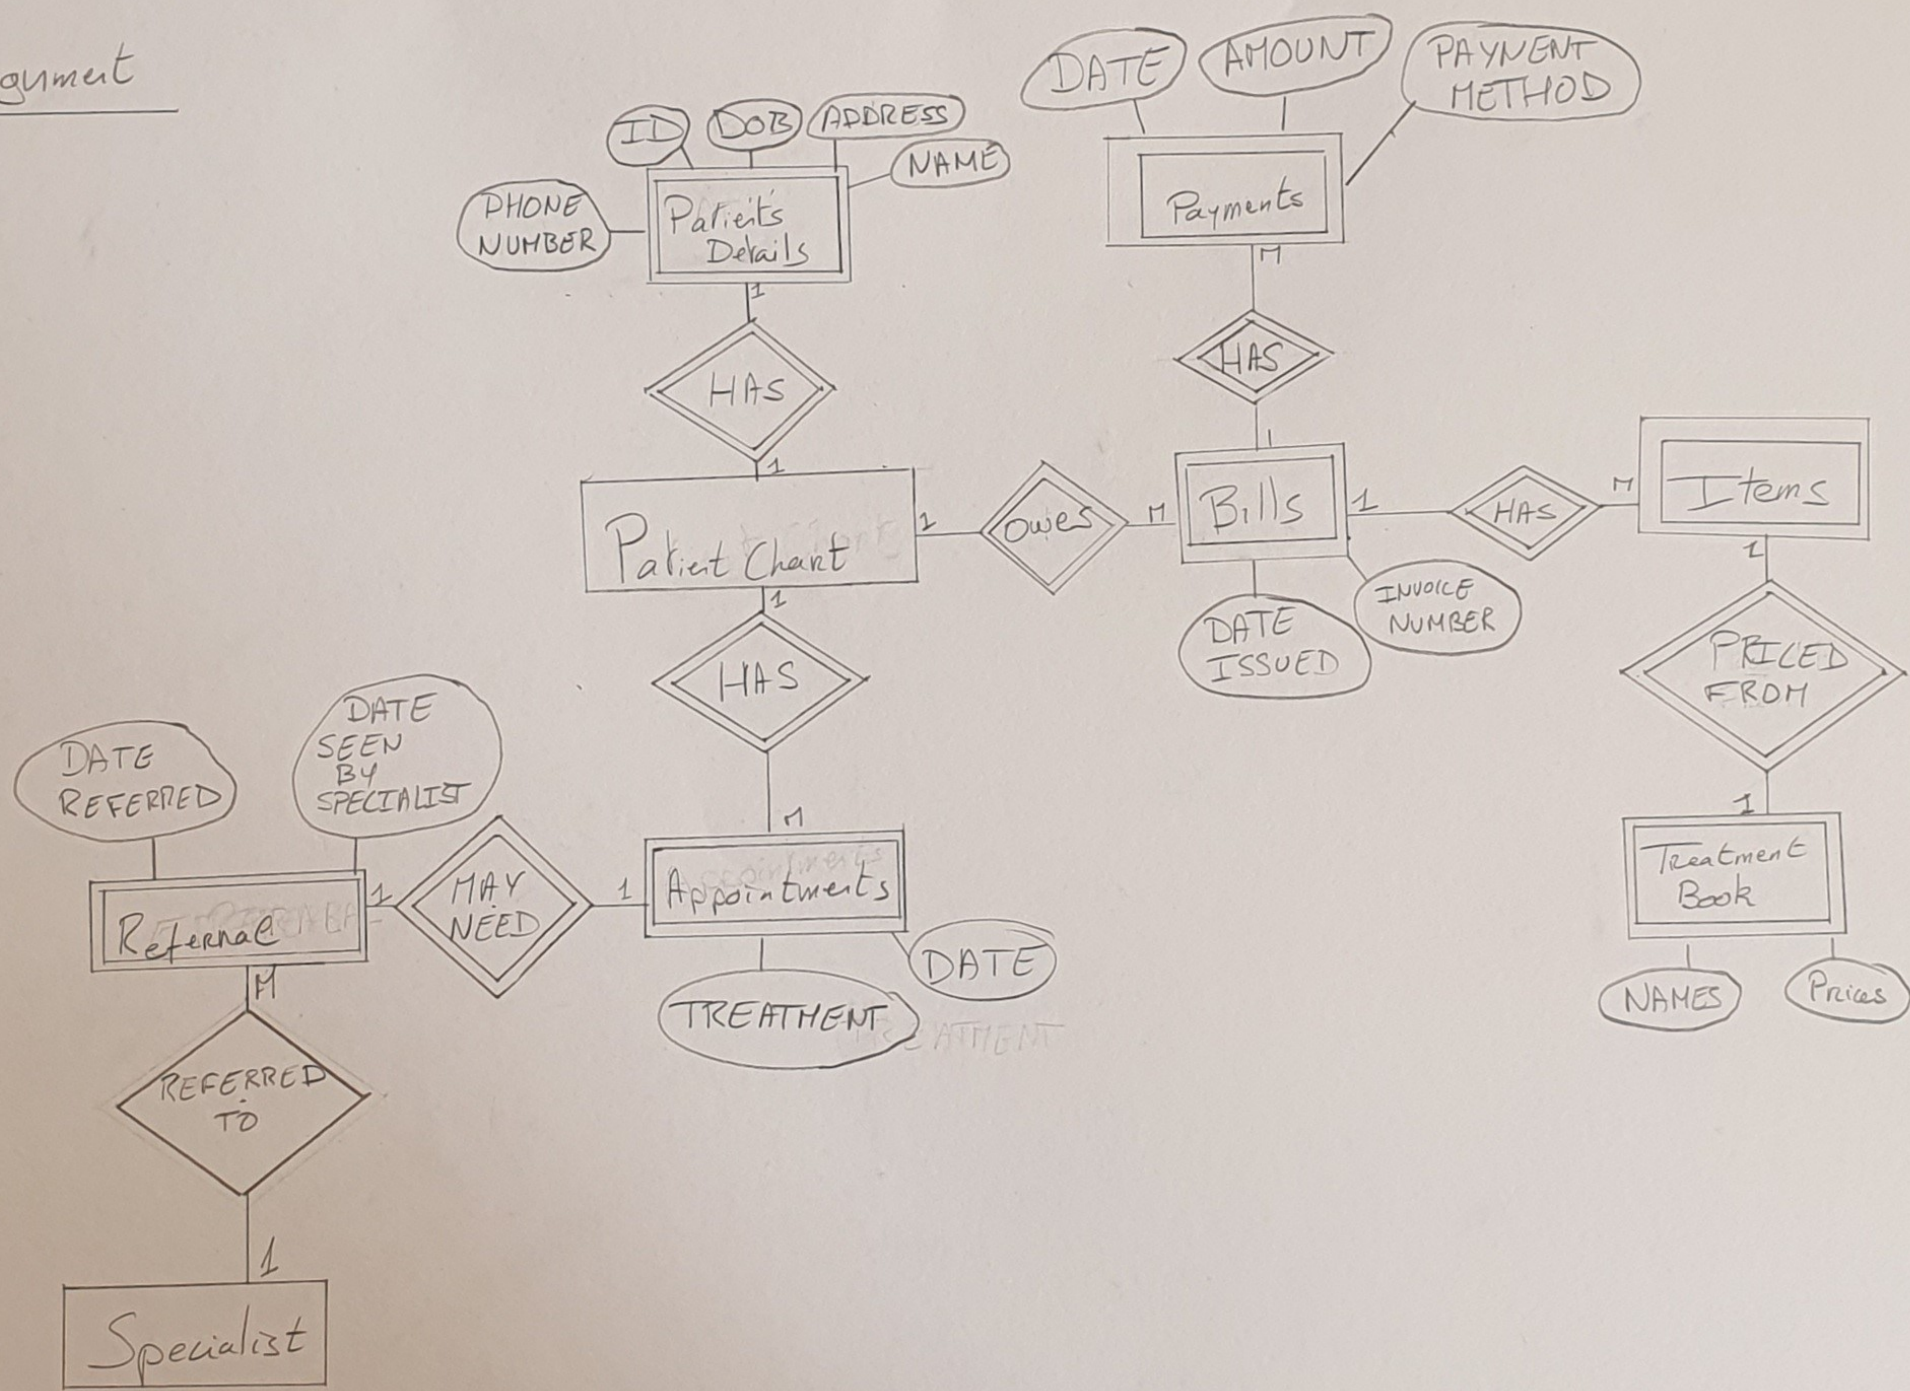 DATE
AMOUNT
PAYNENT
METHOD
ID
DOB
ADDRESS
NAME
PHONE
NUMBER
Patient's
Details
Payments
1
M
HAS
HAS
1
1
Patient Chart
1
OWES
M
Bills
1
HAS
M
Items
1
1
HAS
DATE
ISSUED
INVOICE
NUMBER
PRICED
FROM
DATE
REFERRED
DATE
SEEN
BY
SPECIALIST
M
1
Treatment
Book
NAMES
Prices
Referral
1
MAY
NEED
1
Appointments
DATE
TREATMENT
TREATMENT
M
REFERRED
TO
1
Specialist